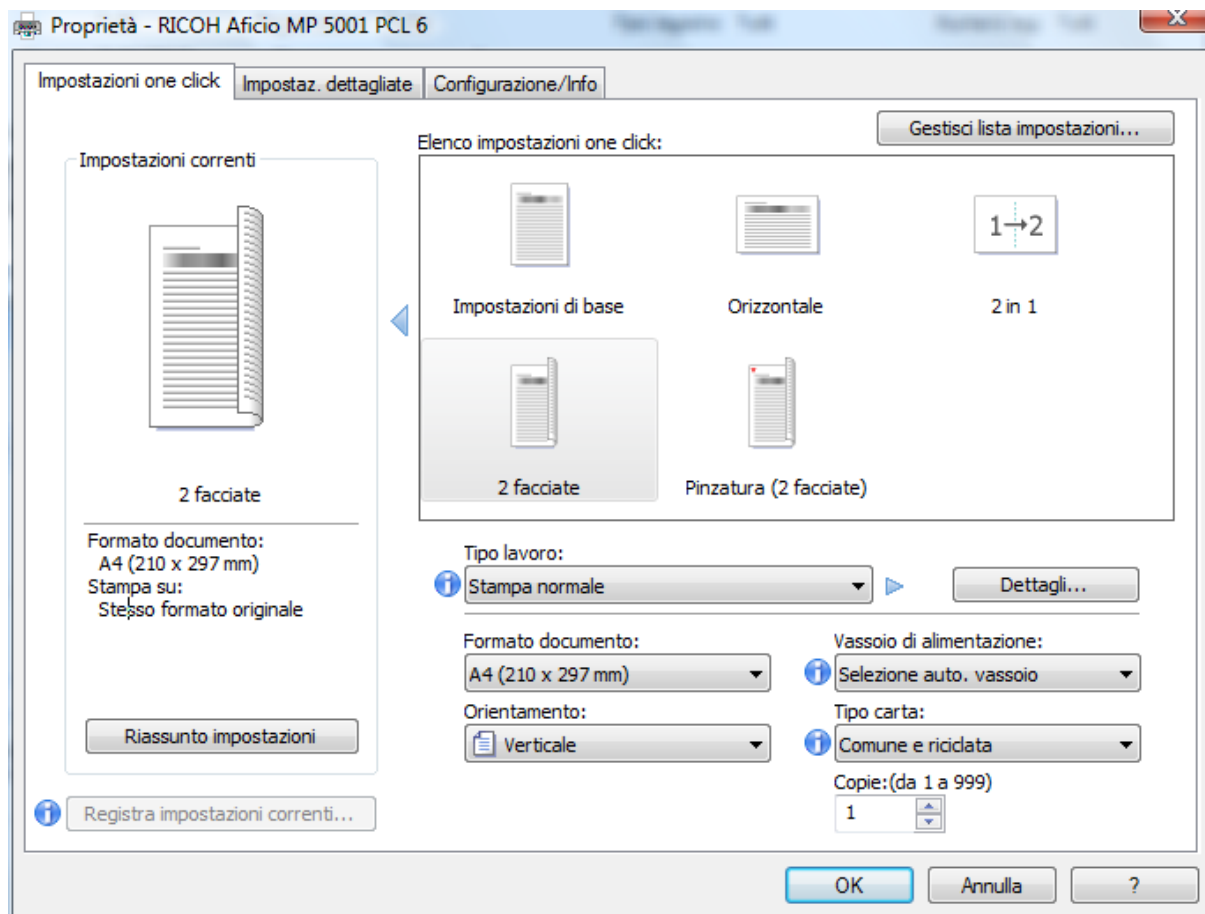 Proprietà - RICOH Aficio MP 5001 PCL 6
Impostazioni one click
Impostaz. dettagliate
Configurazione/Info
Gestisci lista impostazioni...
Impostazioni correnti
2 facciate
Formato documento:
A4 (210 x 297 mm)
Stampa su:
Stesso formato originale
Riassunto impostazioni
Registra impostazioni correnti...
Elenco impostazioni one click:
Impostazioni di base
Orizzontale
1→2
2 in 1
2 facciate
Pinzatura (2 facciate)
Tipo lavoro:
Stampa normale
Dettagli...
Formato documento:
A4 (210 x 297 mm)
Vassoio di alimentazione:
Selezione auto. vassoio
Orientamento:
Verticale
Tipo carta:
Comune e riciclata
Copie:(da 1 a 999)
1
OK
Annulla
?